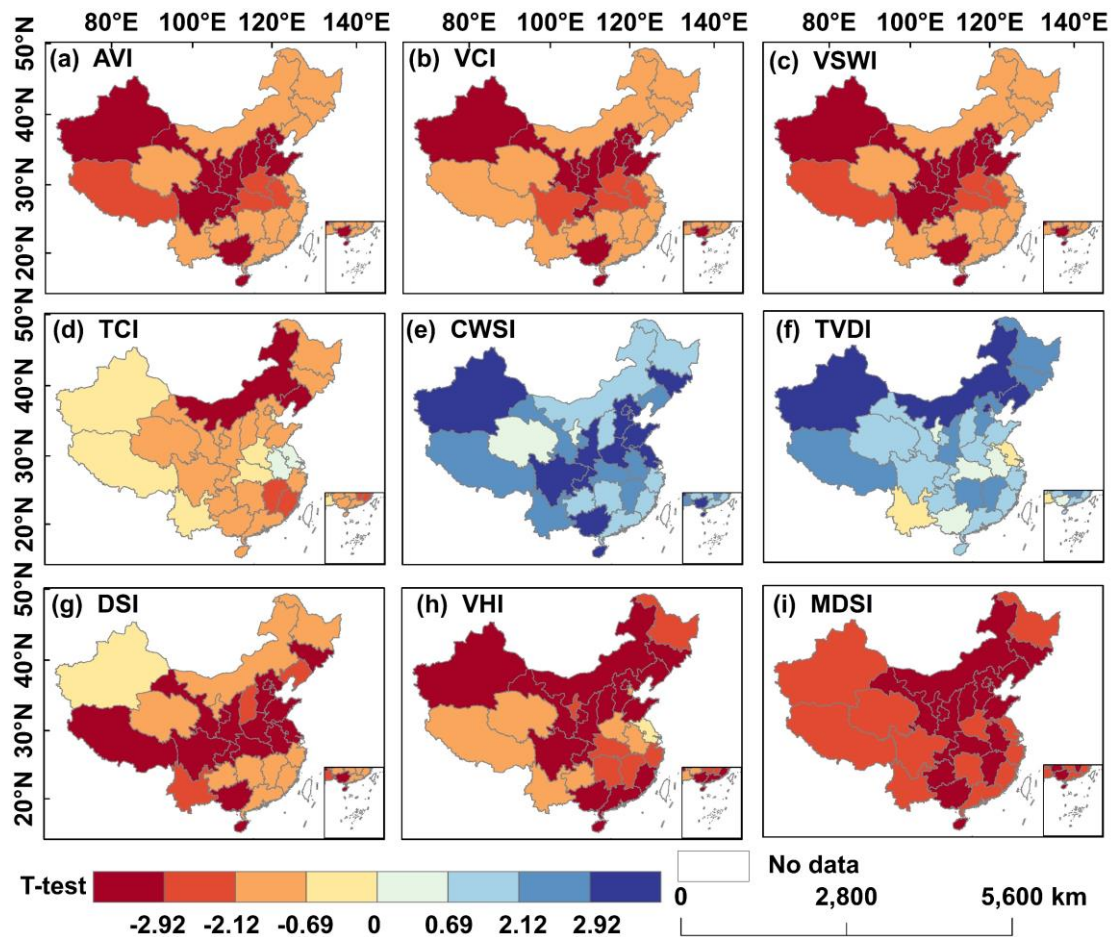 80°E 100°E 120°E 140°E 100°E 120°E 140°E 100°E 120°E 140°E
50°N
40°N
30°N
20°N
(a) AVI
(b) VCI
(c) VSWI
50°N
40°N
30°N
20°N
(d) TCI
(e) CWSI
(f) TVDI
50°N
40°N
30°N
20°N
(g) DSI
(h) VHI
(i) MDSI
T-test
-2.92 -2.12 -0.69 0 0.69 2.12 2.92
No data
0 2,800 5,600 km